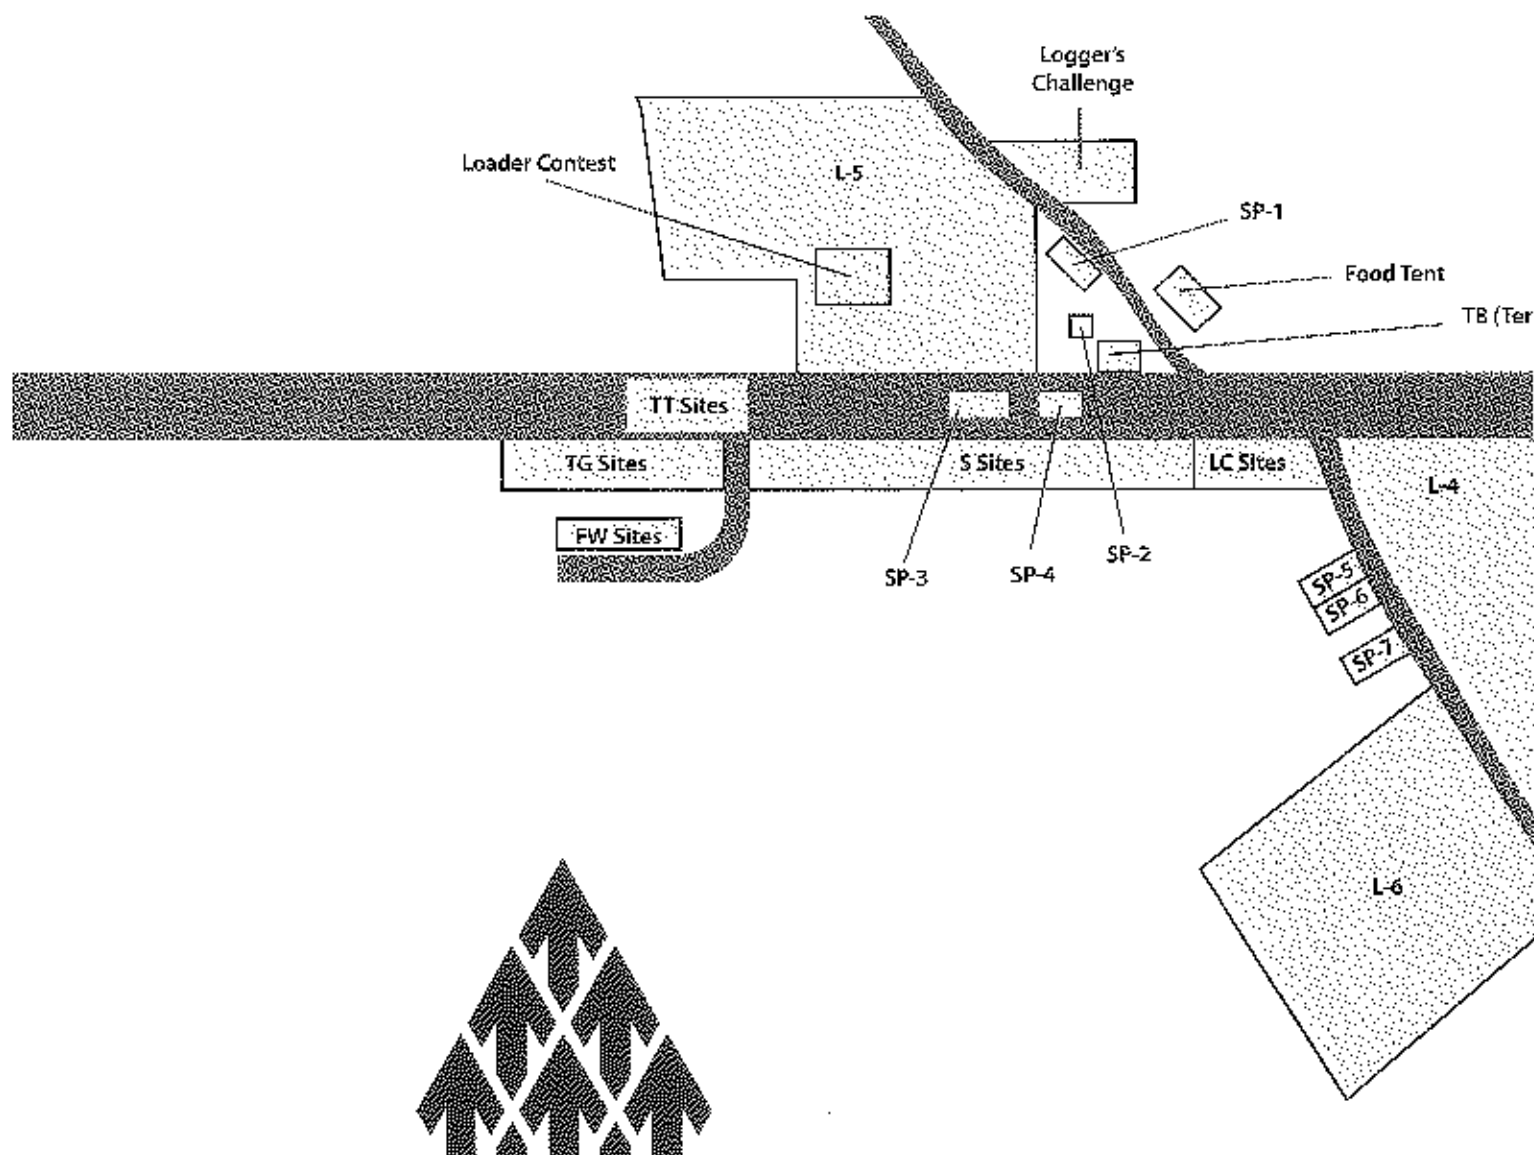 Logger's
Challenge
Loader Contest
L-5
SP-1
Food Tent
TB (Ter
TT Sites
TG Sites
S Sites
LC Sites
L-4
FW Sites
SP-3
SP-4
SP-2
SP-5
SP-6
SP-7
L-6